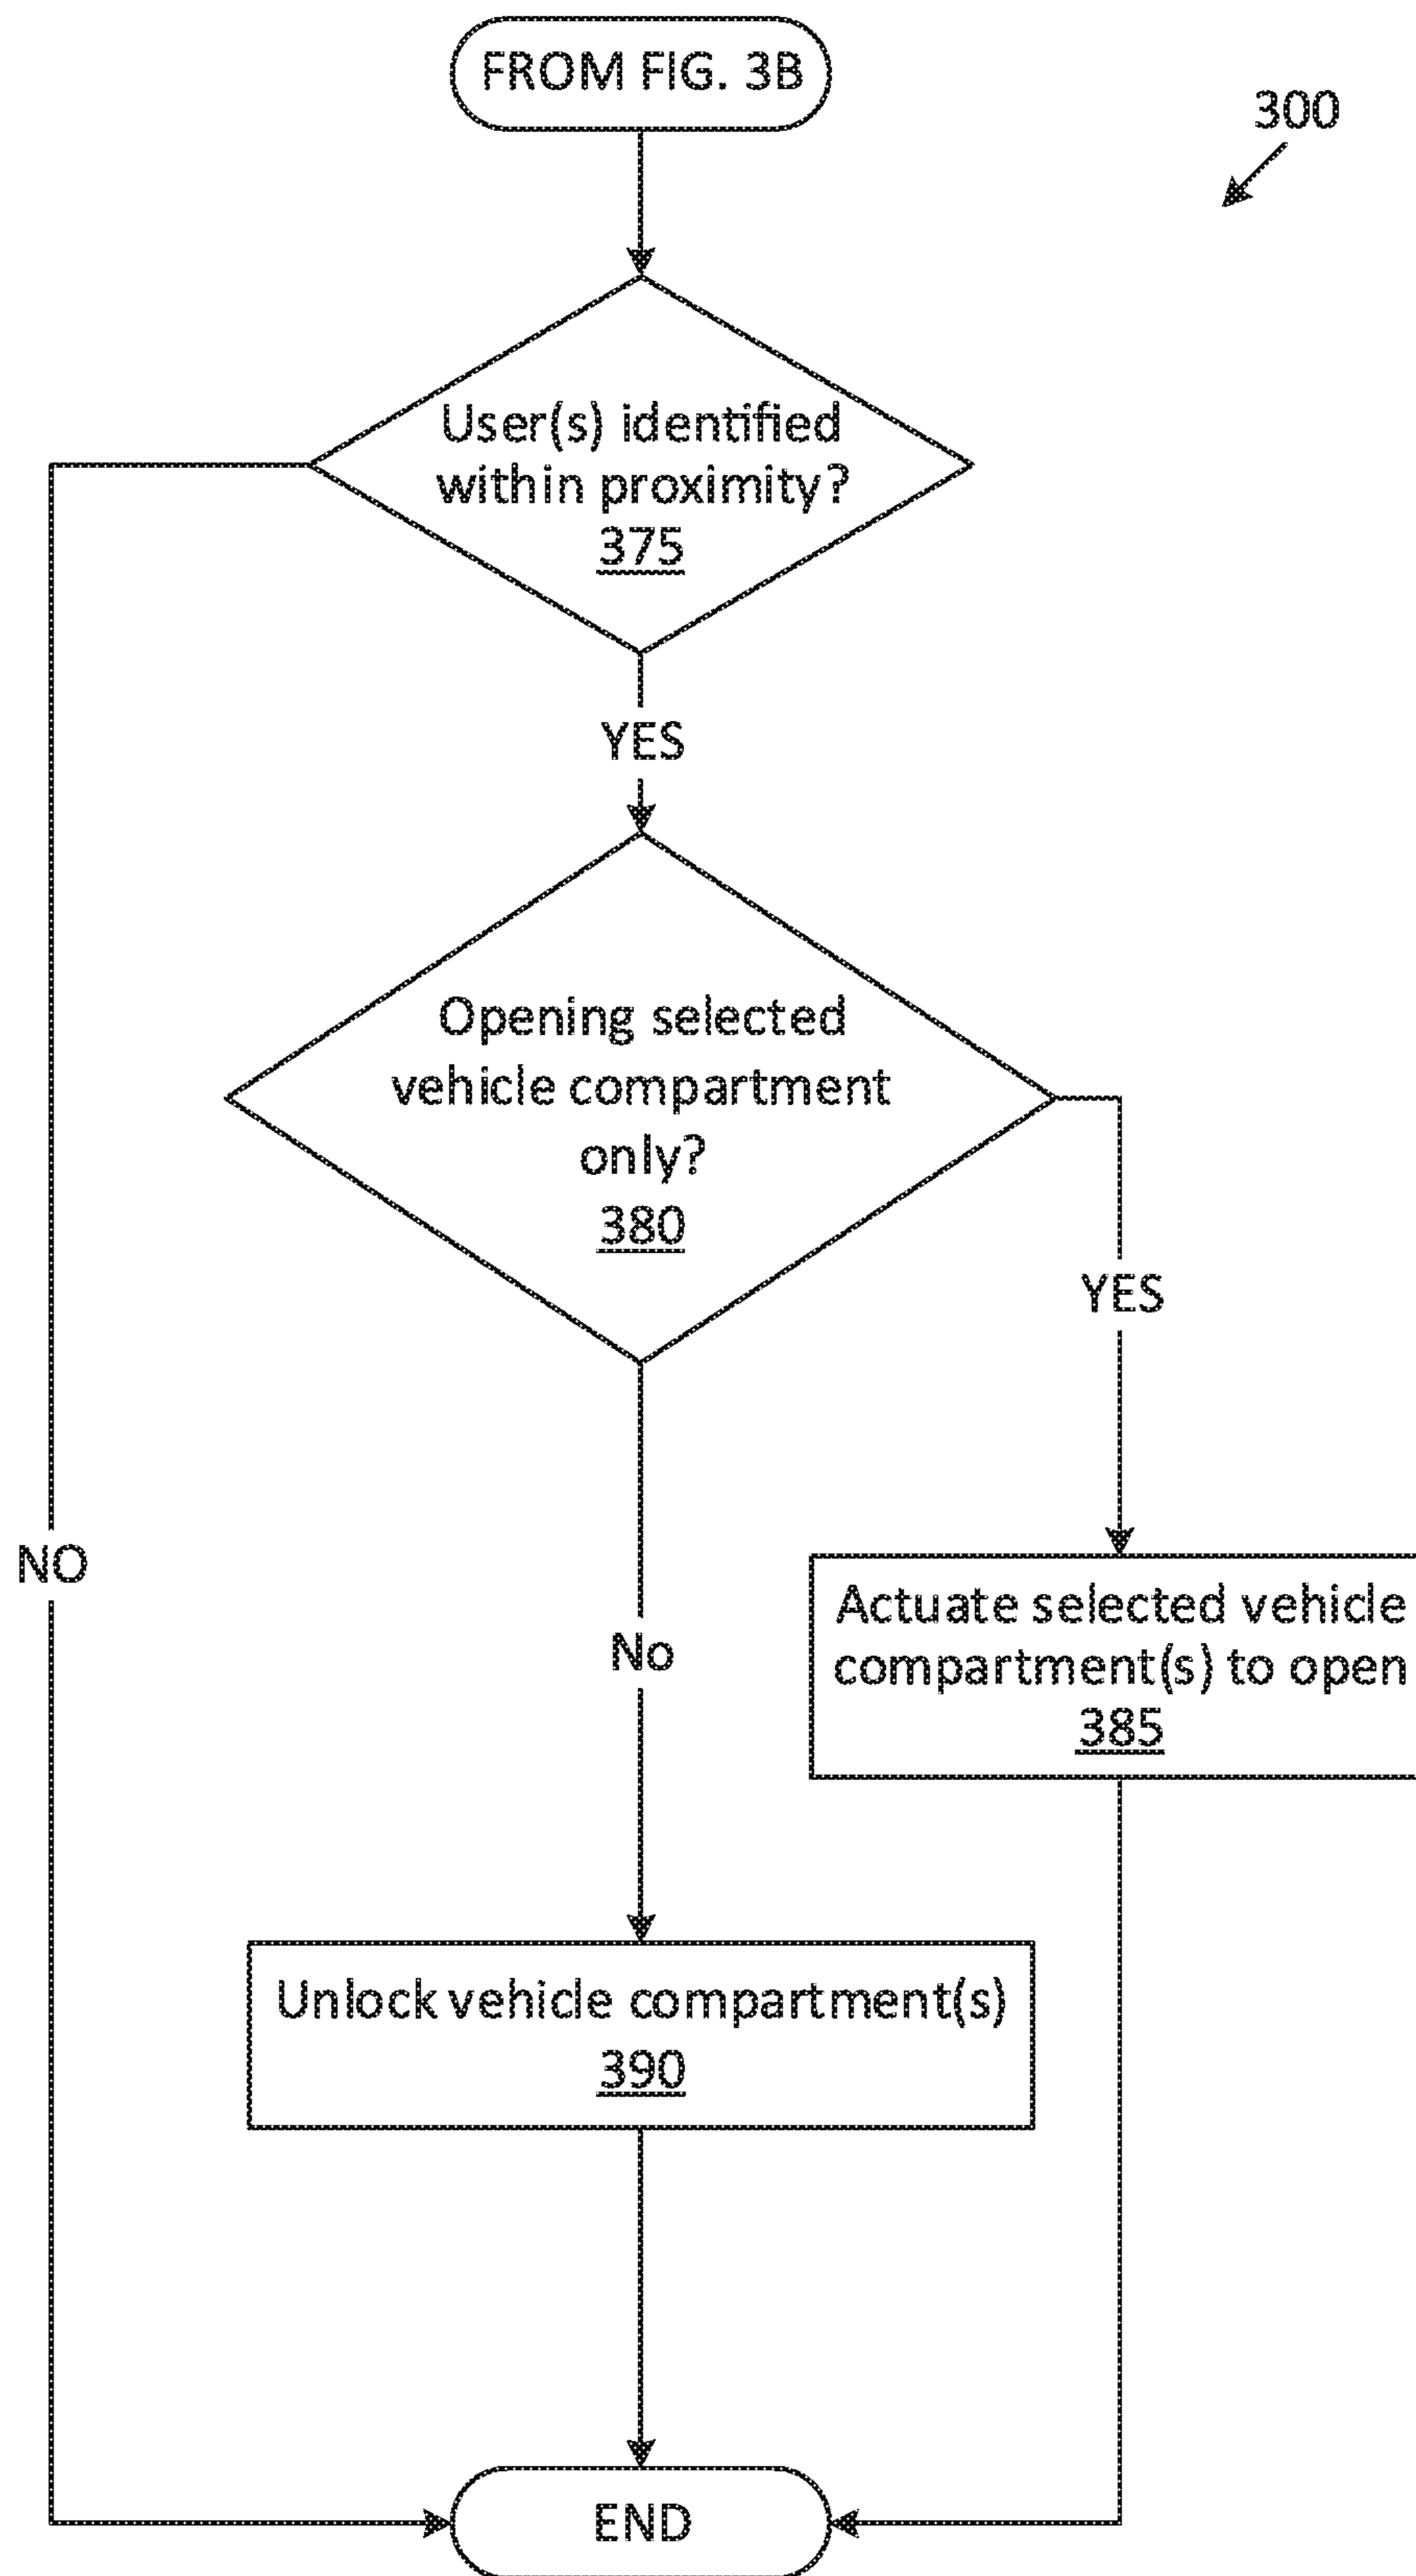 FROM FIG. 3B
300
User(s) identified
within proximity?
375
YES
Opening selected
vehicle compartment
only?
380
YES
NO
No
Actuate selected vehicle
compartment(s) to open
385
Unlock vehicle compartment(s)
390
END